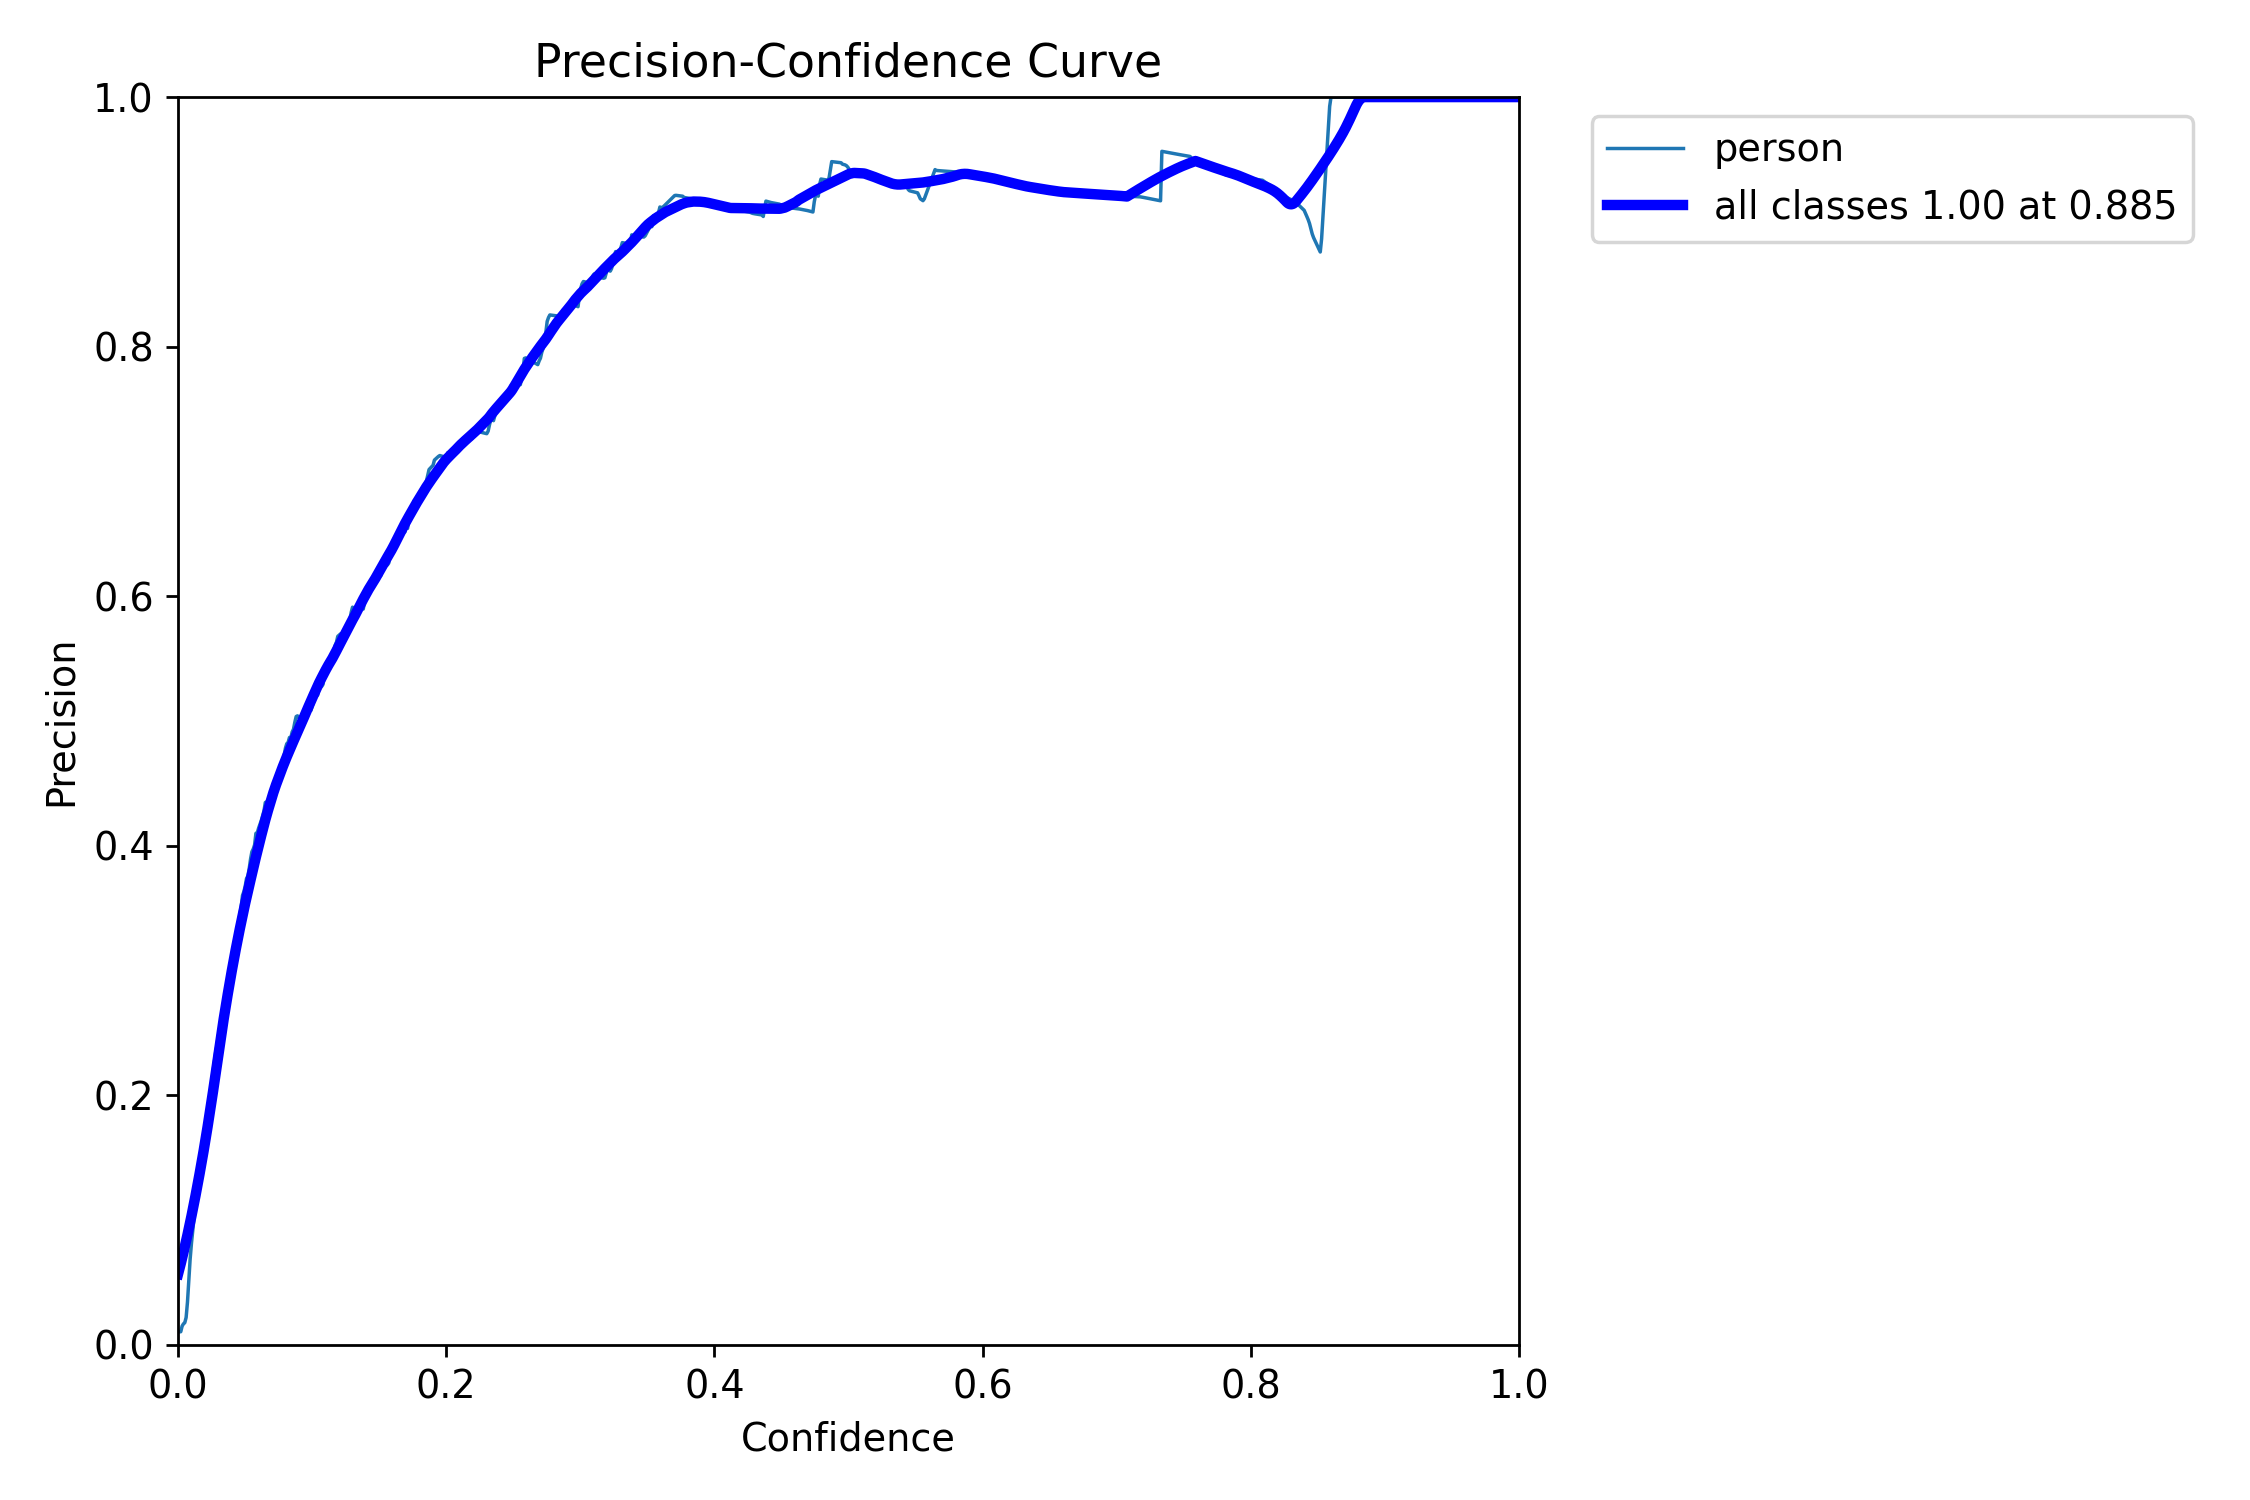 Precision-Confidence Curve
1.0
0.8
0.6
0.4
0.2
0.0
Precision
0.0 0.2 0.4 0.6 0.8 1.0
Confidence
person
all classes 1.00 at 0.885